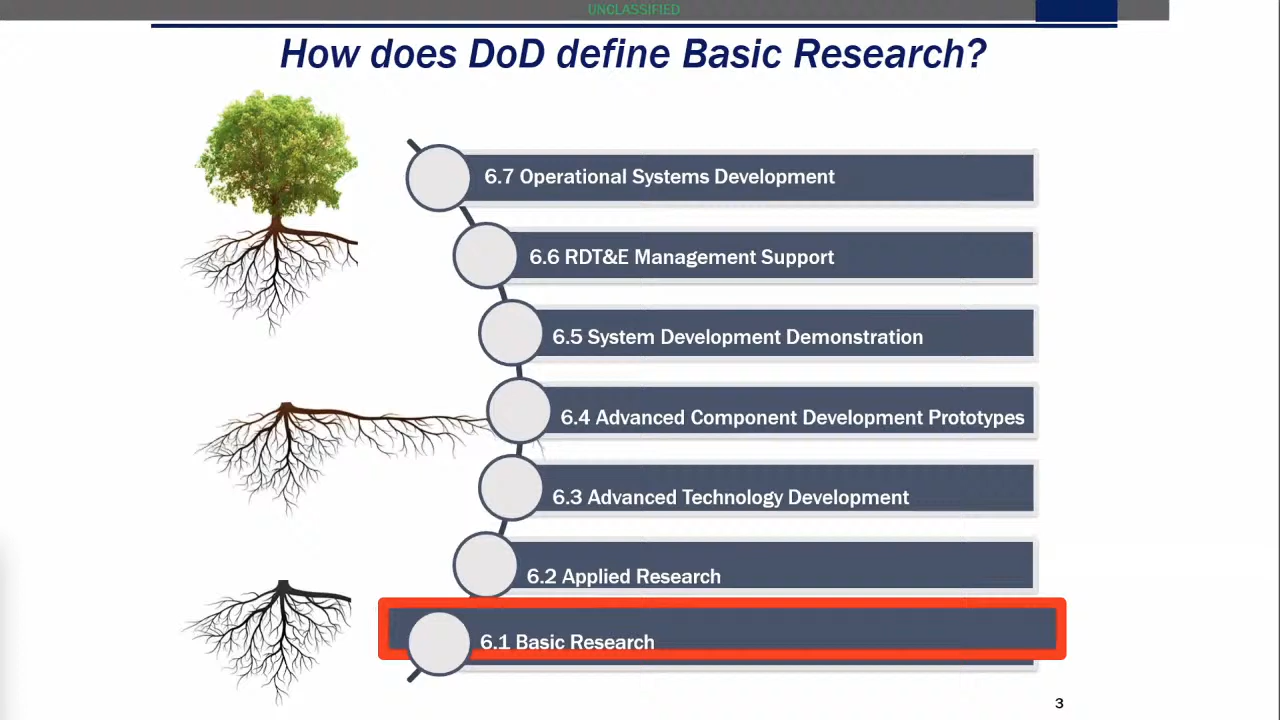 UNCLASSIFIED
How does DoD define Basic Research?
6.7 Operational Systems Development
6.6 RDT&E Management Support
6.5 System Development Demonstration
6.4 Advanced Component Development Prototypes
6.3 Advanced Technology Development
6.2 Applied Research
6.1 Basic Research
3